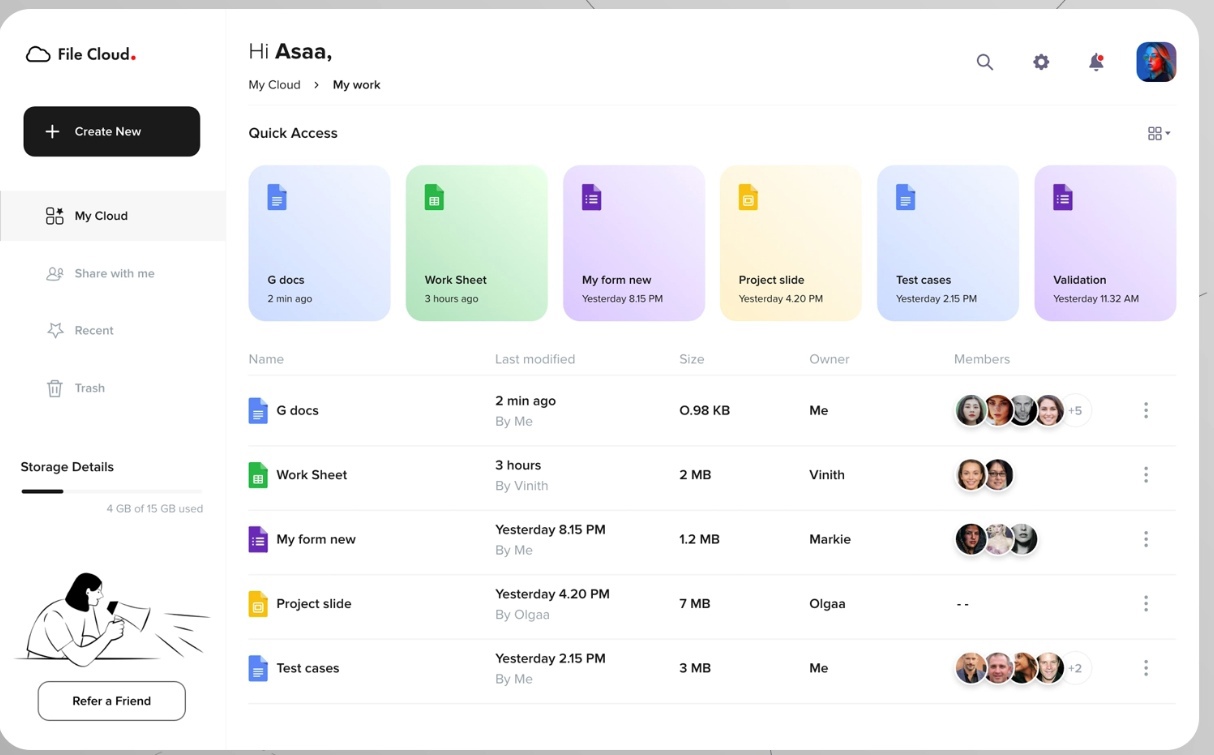 File Cloud.
Create New
My Cloud
Share with me
Recent
Trash
Storage Details
4 GB of 15 GB used
Refer a Friend
Hi Asaa,
My Cloud > My work
Quick Access
G docs
2 min ago
Work Sheet
3 hours ago
My form new
Yesterday 8.15 PM
Project slide
Yesterday 4.20 PM
Test cases
Yesterday 2.15 PM
Validation
Yesterday 11.32 AM
Name Last modified Size Owner Members
G docs 2 min ago 0.98 KB Me +5
By Me
Work Sheet 3 hours 2 MB Vinith
By Vinith
My form new Yesterday 8.15 PM 1.2 MB Markie
By Me
Project slide Yesterday 4.20 PM 7 MB Olgaa --
By Olgaa
Test cases Yesterday 2.15 PM 3 MB Me +2
By Me